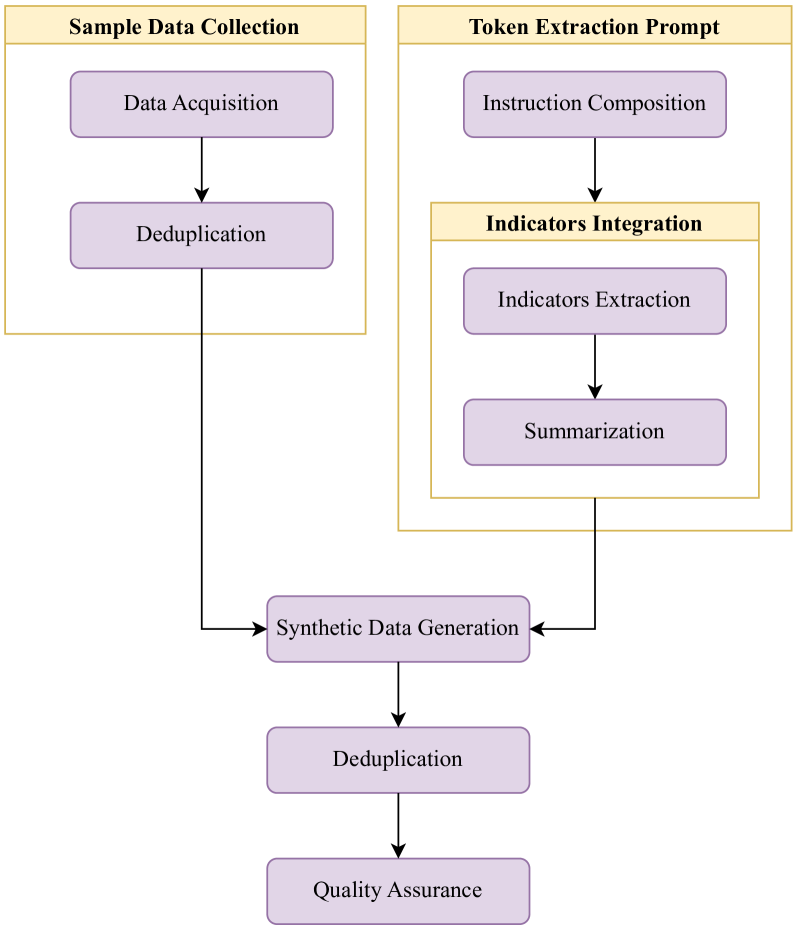 Sample Data Collection
Data Acquisition
Deduplication
Token Extraction Prompt
Instruction Composition
Indicators Integration
Indicators Extraction
Summarization
Synthetic Data Generation
Deduplication
Quality Assurance